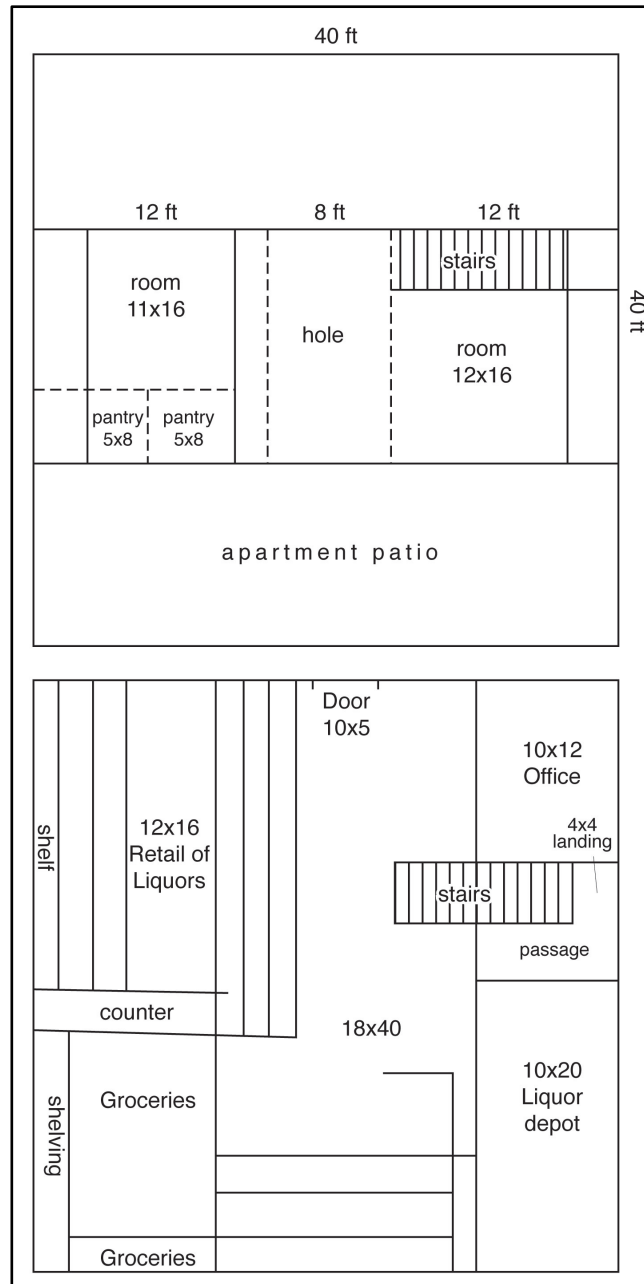 40 ft
12 ft
8 ft
12 ft
stairs
40 ft
room
11x16
hole
room
12x16
pantry
5x8
pantry
5x8
apartment patio
Door
10x5
10x12
Office
4x4
landing
shelf
12x16
Retail of
Liquors
stairs
passage
counter
18x40
10x20
Liquor
depot
shelving
Groceries
Groceries